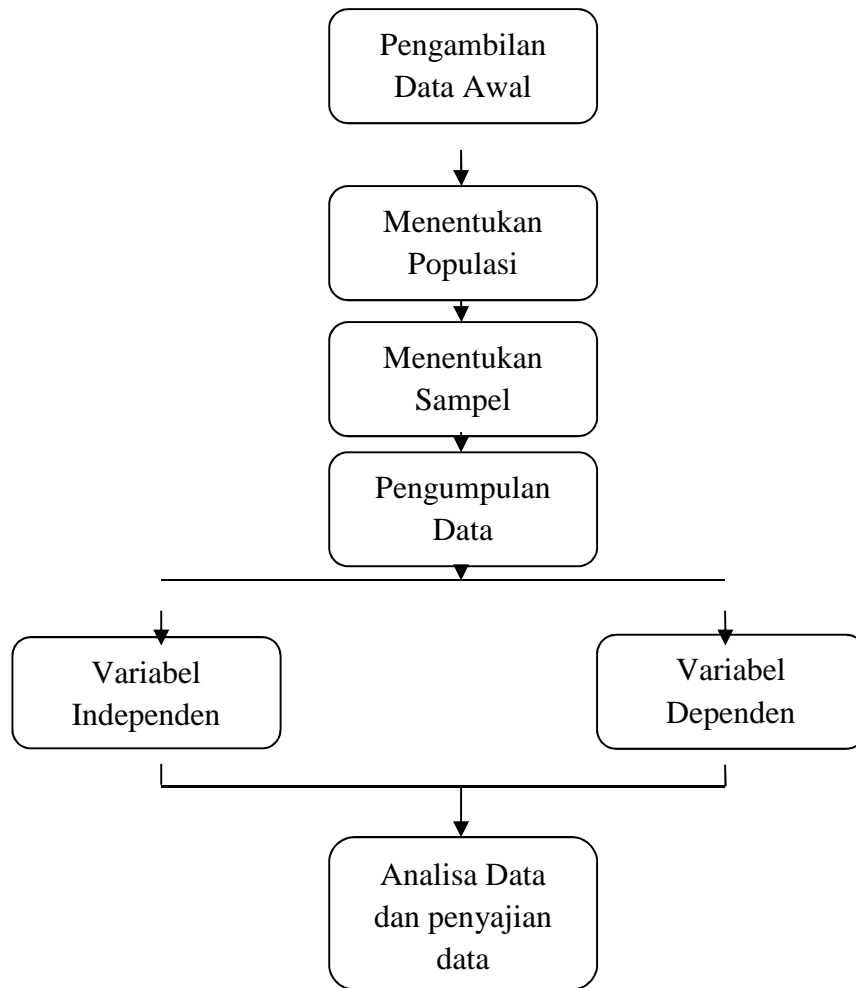 Pengambilan
Data Awal
Menentukan
Populasi
Menentukan
Sampel
Pengumpulan
Data
Variabel
Independen
Variabel
Dependen
Analisa Data
dan penyajian
data